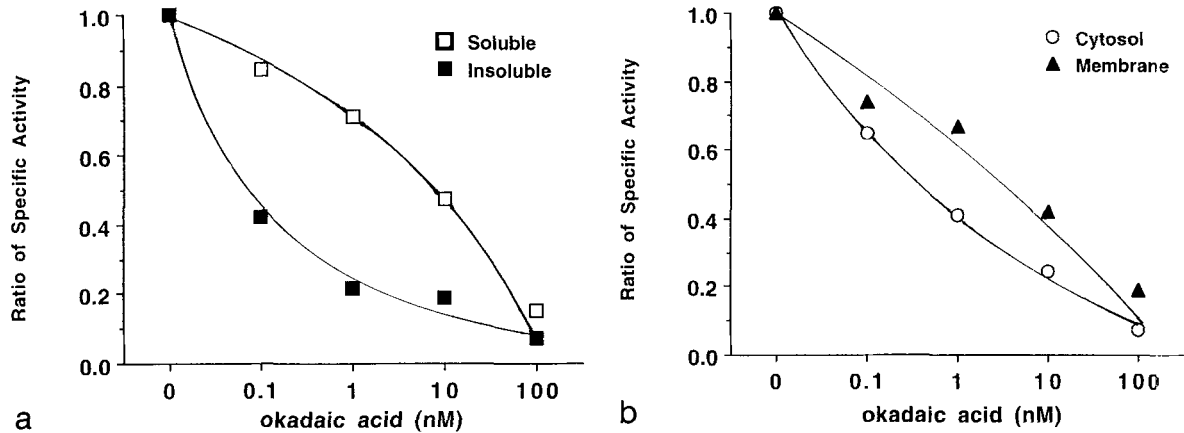 1.0
0.8
0.6
0.4
0.2
0.0
Ratio of Specific Activity
Soluble
Insoluble
0 0.1 1 10 100
okadaic acid (nM)
a
1.0
0.8
0.6
0.4
0.2
0.0
Ratio of Specific Activity
Cytosol
Membrane
0 0.1 1 10 100
okadaic acid (nM)
b